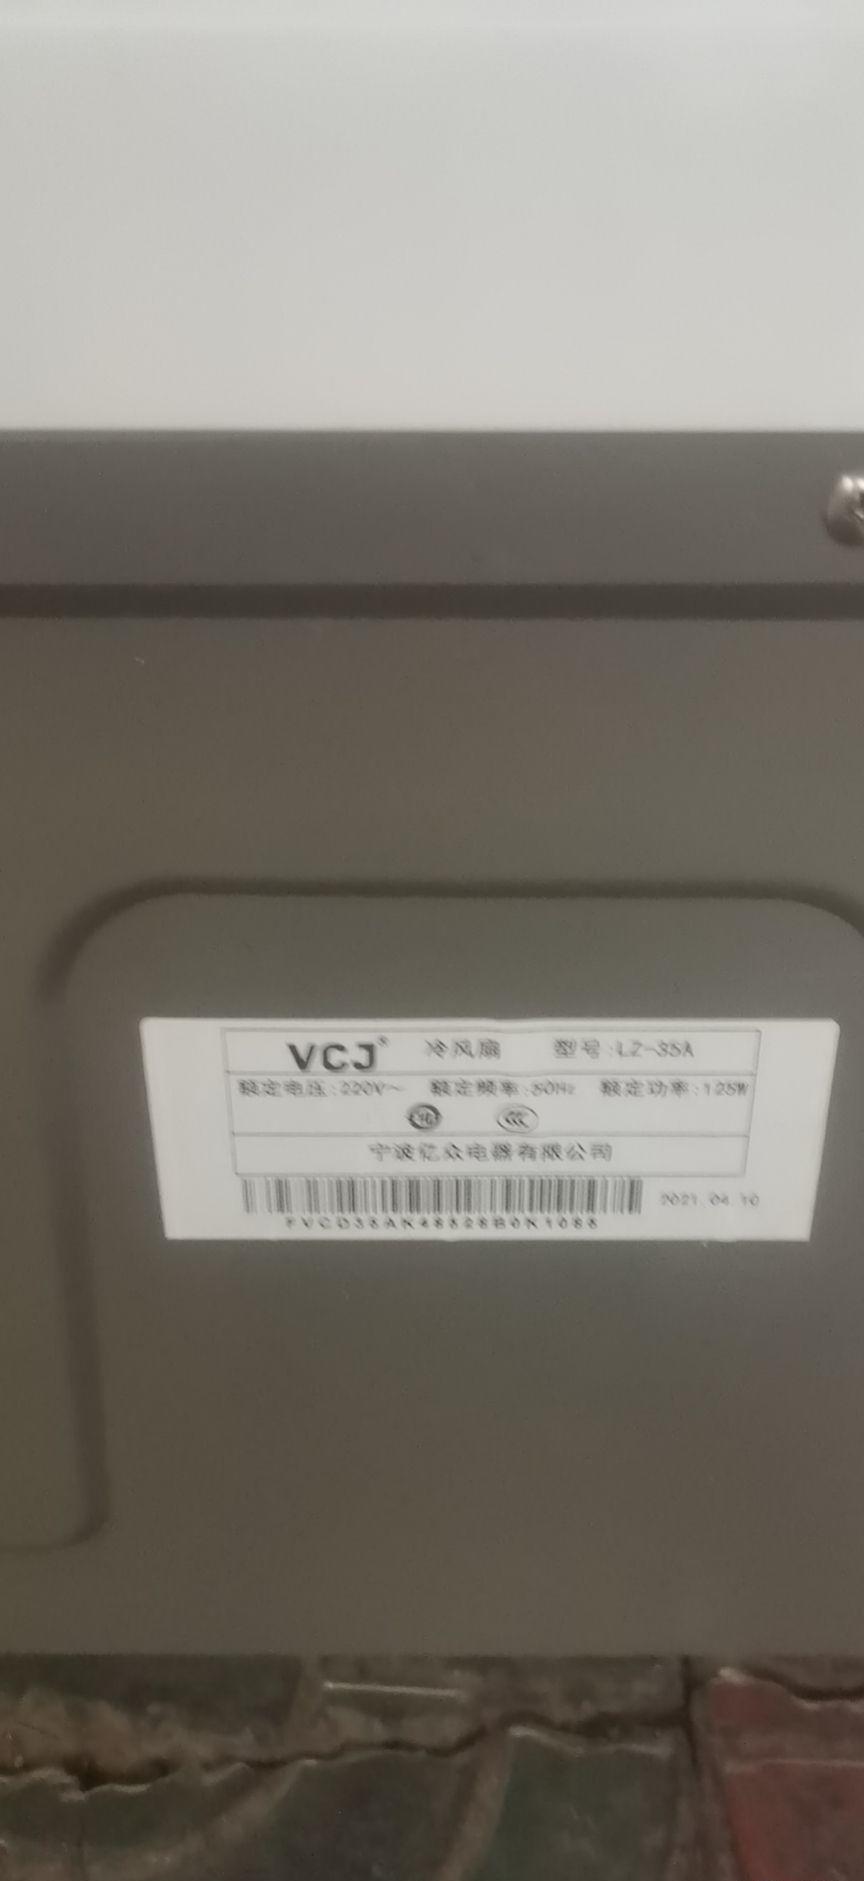 VCJ® 冷风扇 型号:LZ-35A
额定电压:220V~ 额定频率:50Hz 额定功率:125W
CCC
宁波亿众电器有限公司
2021.04.10